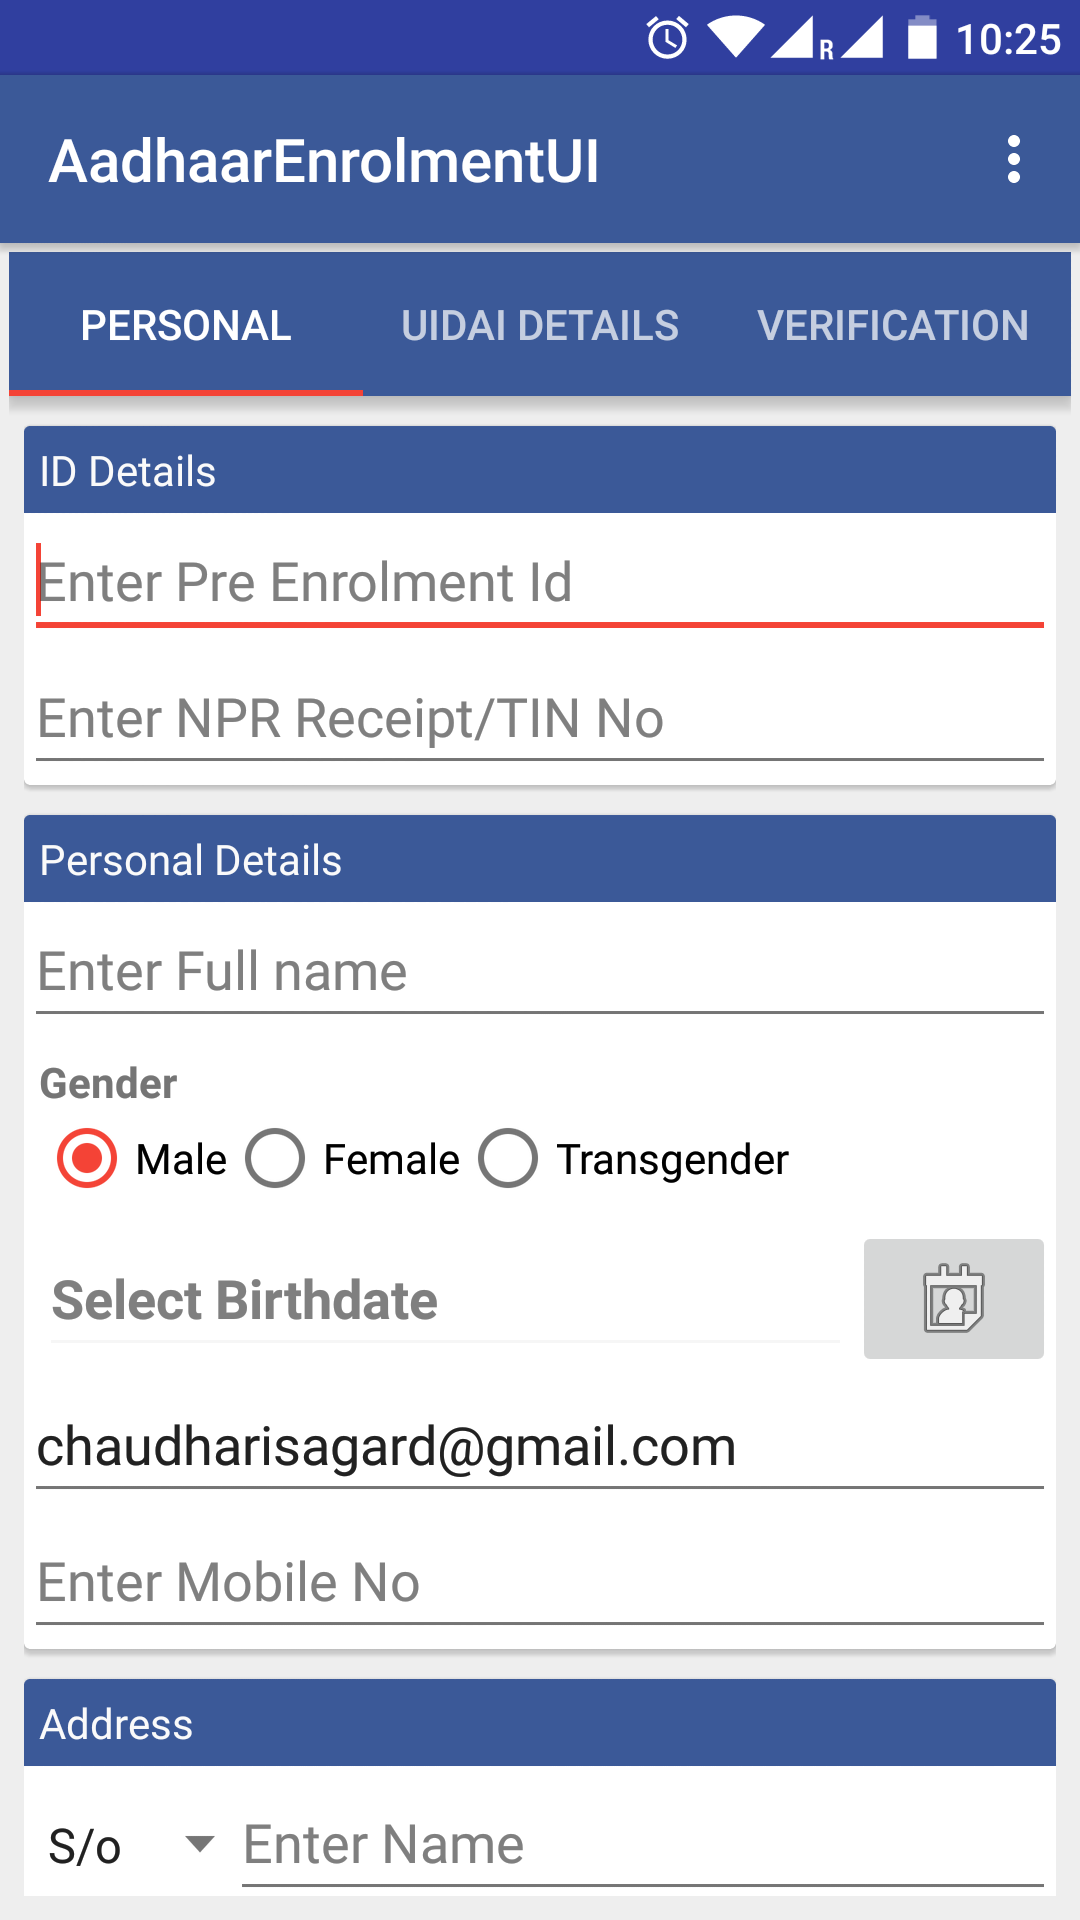 R 10:25
AadhaarEnrolmentUI
PERSONAL UIDAI DETAILS VERIFICATION
ID Details
Enter Pre Enrolment Id
Enter NPR Receipt/TIN No
Personal Details
Enter Full name
Gender
Male Female Transgender
Select Birthdate
chaudharisagard@gmail.com
Enter Mobile No
Address
S/o Enter Name